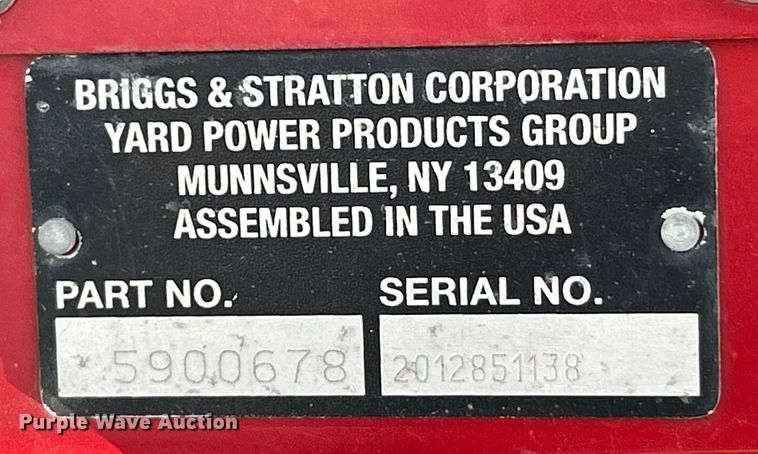 BRIGGS & STRATTON CORPORATION
YARD POWER PRODUCTS GROUP
MUNNSVILLE, NY 13409
ASSEMBLED IN THE USA
PART NO. SERIAL NO.
5900678 2012851138
Purple Wave Auction